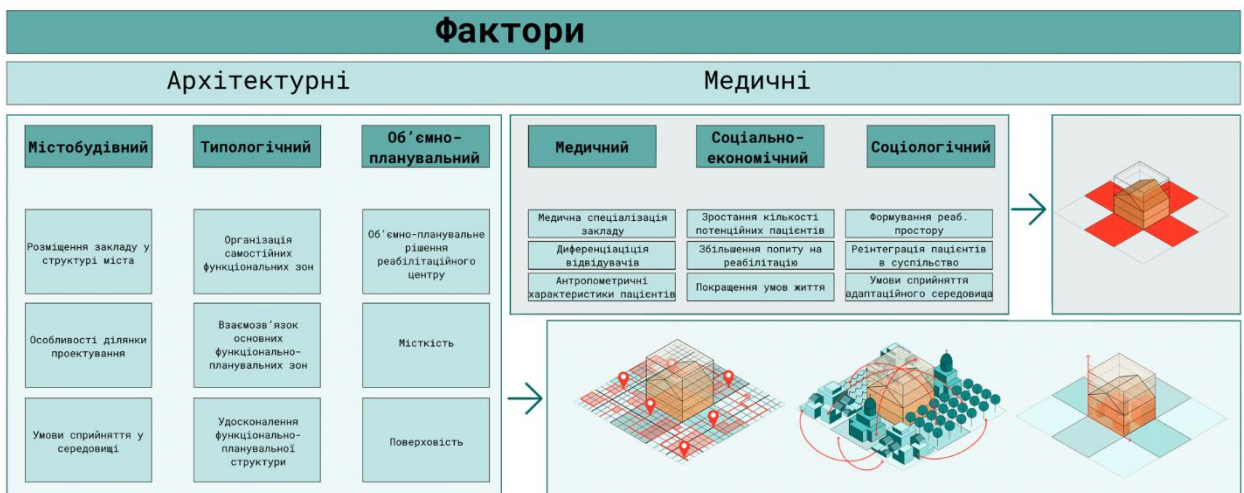 Фактори
Архітектурні
Медичні
Містобудівний
Типологічний
Об’ємно-
планувальний
Розміщення закладу у
структурі міста
Організація
самостійних
функціональних зон
Об’ємно-планувальне
рішення
реабілітаційного
центру
Особливості ділянки
проектування
Взаємозв’язок
основних
функціонально-
планувальних зон
Місткість
Умови сприйняття у
середовищі
Удосконалення
функціонально-
планувальної
структури
Поверховість
Медичний
Соціально-
економічний
Соціологічний
Медична спеціалізація
закладу
Зростання кількості
потенційних пацієнтів
Формування реаб.
простору
Диференціаціція
відвідувачів
Збільшення попиту на
реабілітацію
Реінтеграція пацієнтів
в суспільство
Антропометричні
характеристики пацієнтів
Покращення умов життя
Умови сприйняття
адаптаційного середовища